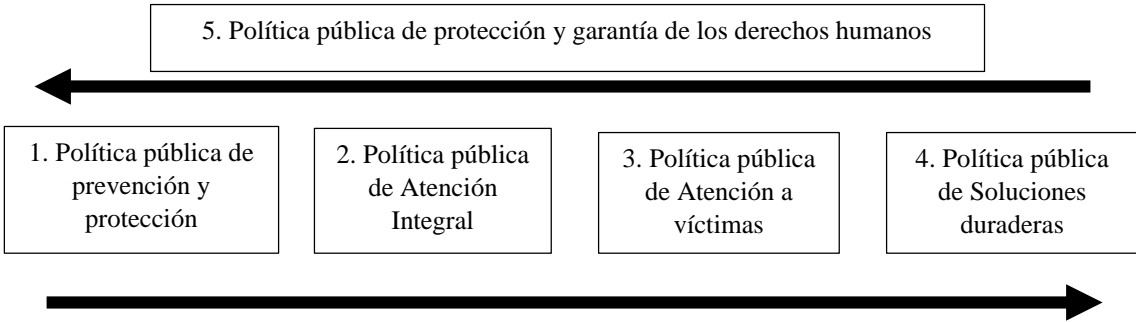 5. Política pública de protección y garantía de los derechos humanos
1. Política pública de
prevención y
protección
2. Política pública
de Atención
Integral
3. Política pública
de Atención a
víctimas
4. Política pública
de Soluciones
duraderas